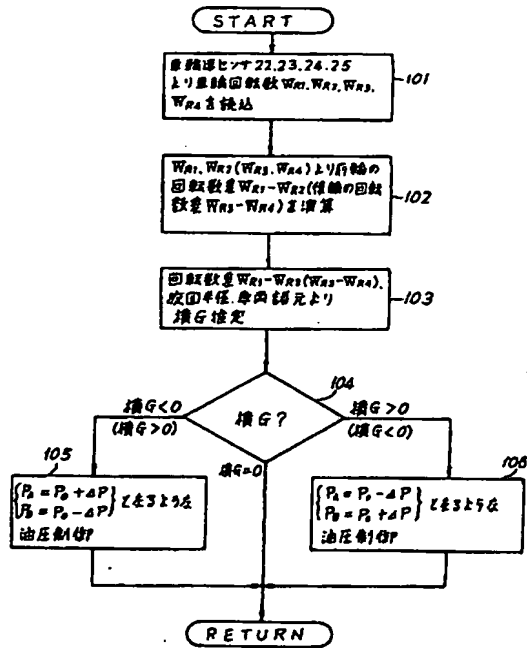 START
車輪速センサ22,23,24,25
より車輪回転数WR1,WR2,WR3,
WR4を読込
101
WR1,WR2(WR3,WR4)より前輪の
回転数差WR1-WR2(後輪の回転
数差WR3-WR4)を演算
102
回転数差WR1-WR2(WR3-WR4),
旋回半径,車両諸元より
横G推定
103
104
横G?
横G<0
(横G>0)
横G>0
(横G<0)
横G=0
105
PA=P0+ΔP
PB=P0-ΔP
となるような
油圧制御
106
PA=P0-ΔP
PB=P0+ΔP
となるような
油圧制御
RETURN